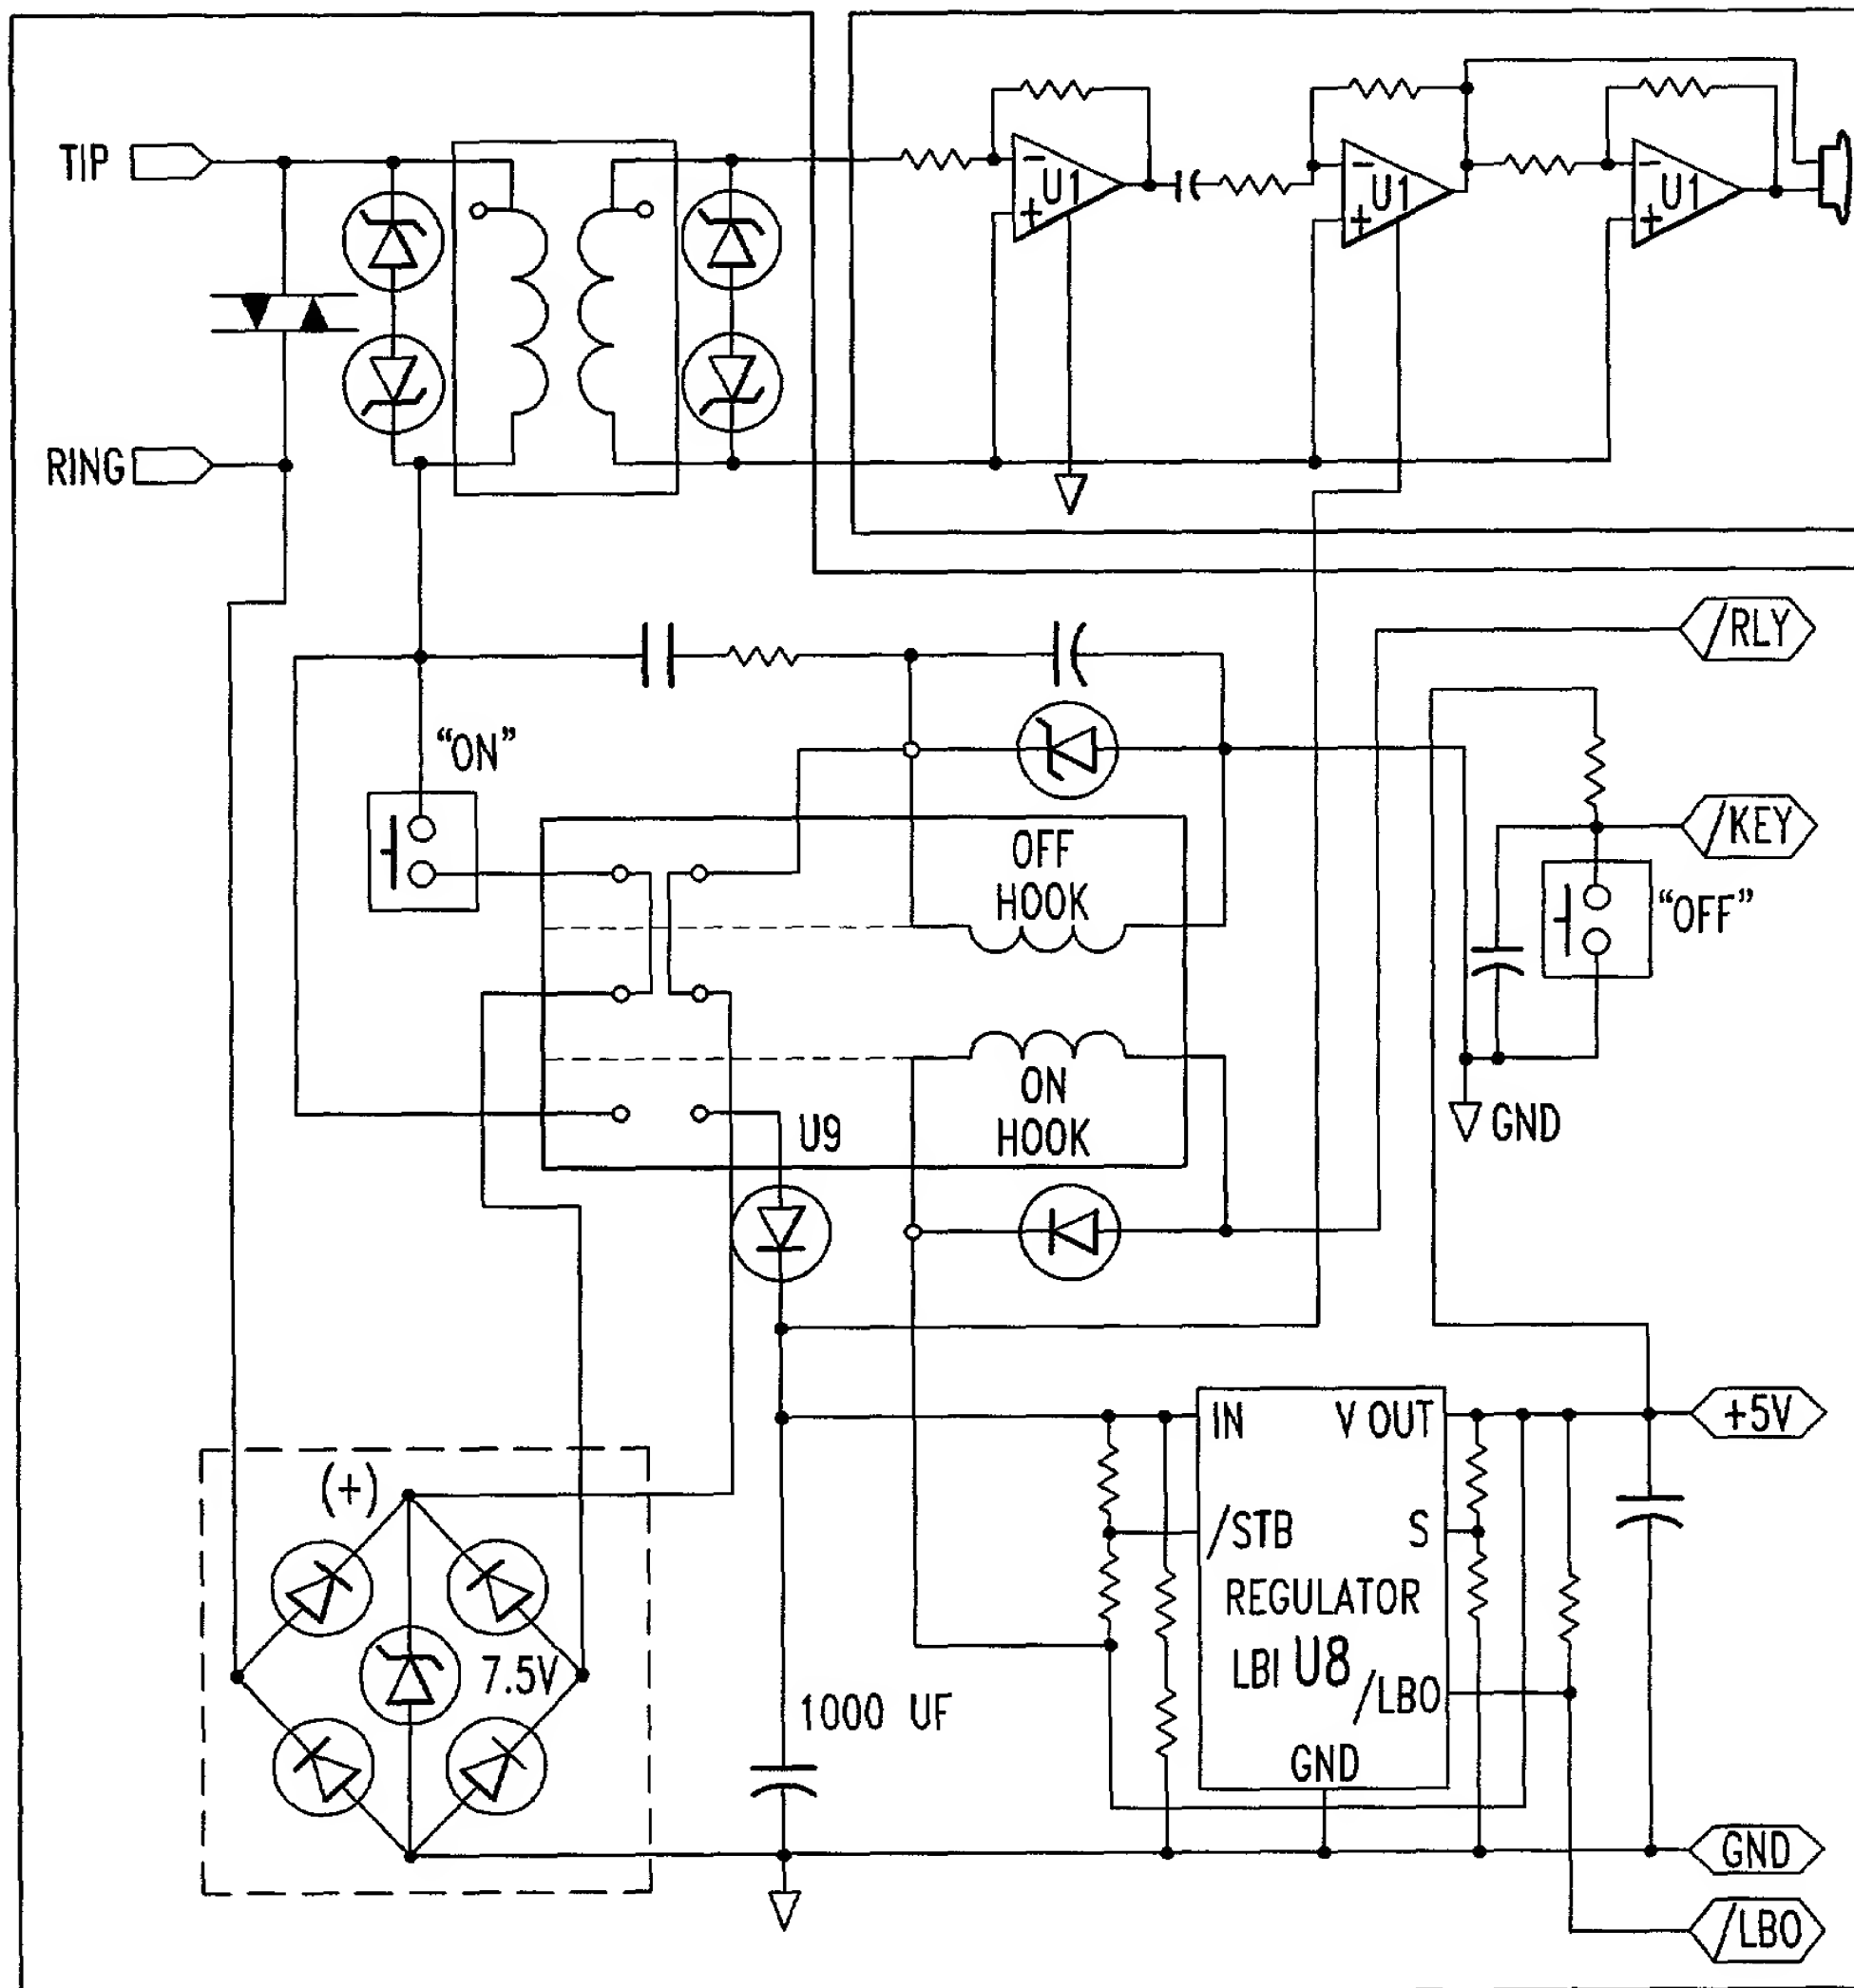 TIP
U1
U1
U1
- 
+
-
+
-
+
RING
/RLY
"ON"
/KEY
OFF
HOOK
"OFF"
ON
HOOK
U9
GND
IN
V OUT
+5V
(+)
/STB
S
REGULATOR
7.5V
LBI U8
/LBO
1000 UF
GND
GND
/LBO